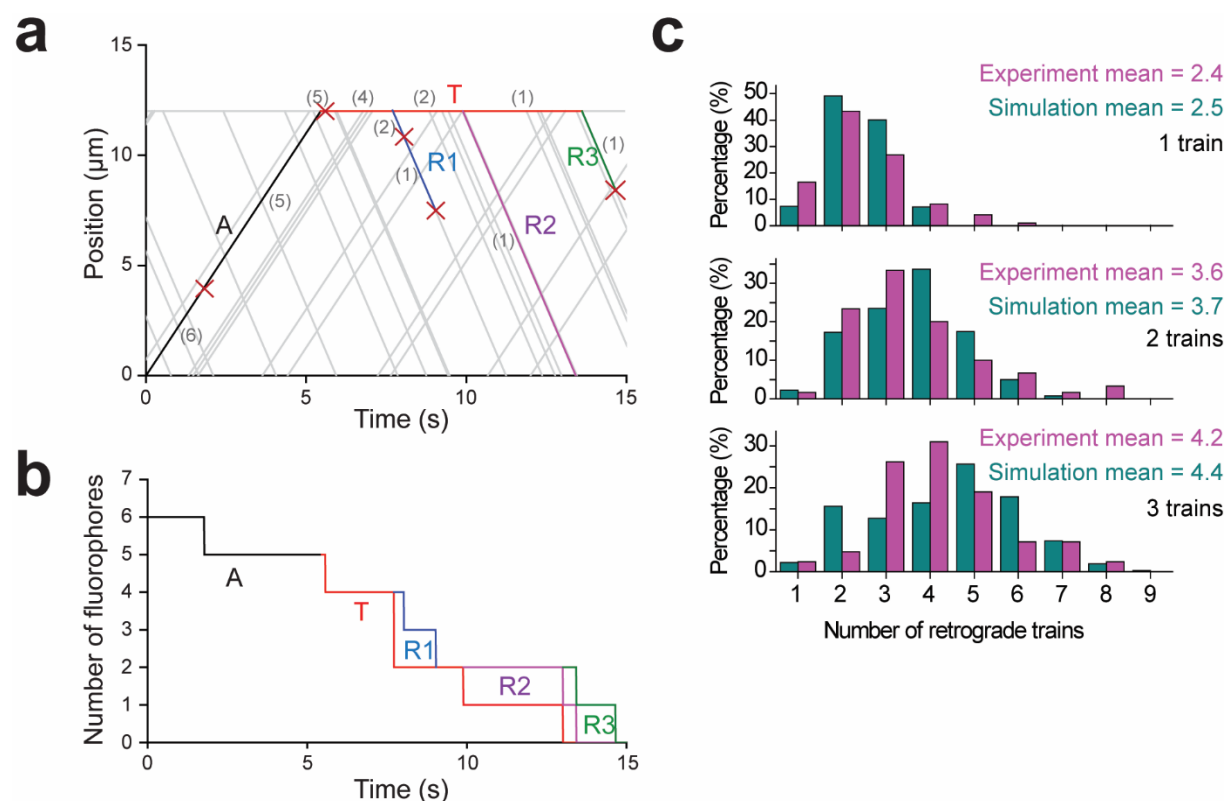 a
15
10
5
0
Position (µm)
0
5
10
15
Time (s)
A
T
R1
R2
R3
(6)
(5)
(5)
(4)
(2)
(2)
(1)
(1)
(1)
(1)
b
7
6
5
4
3
2
1
0
Number of fluorophores
0
5
10
15
Time (s)
A
T
R1
R2
R3
c
Experiment mean = 2.4
Simulation mean = 2.5
1 train
50
40
30
20
10
0
Percentage (%)
Experiment mean = 3.6
Simulation mean = 3.7
2 trains
30
20
10
0
Percentage (%)
Experiment mean = 4.2
Simulation mean = 4.4
3 trains
30
20
10
0
Percentage (%)
1 2 3 4 5 6 7 8 9
Number of retrograde trains